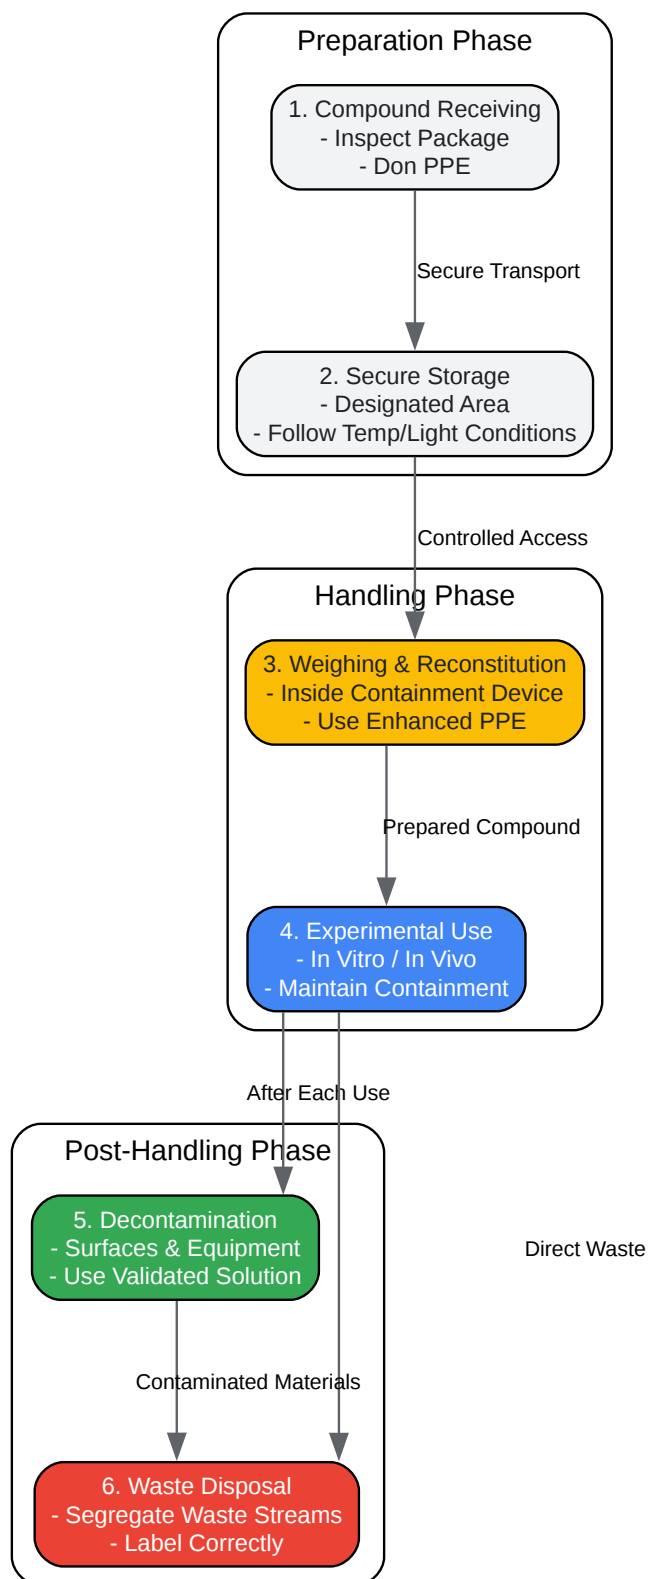 Preparation Phase
1. Compound Receiving
- Inspect Package
- Don PPE
Secure Transport
2. Secure Storage
- Designated Area
- Follow Temp/Light Conditions
Controlled Access
Handling Phase
3. Weighing & Reconstitution
- Inside Containment Device
- Use Enhanced PPE
Prepared Compound
4. Experimental Use
- In Vitro / In Vivo
- Maintain Containment
After Each Use
Post-Handling Phase
5. Decontamination
- Surfaces & Equipment
- Use Validated Solution
Direct Waste
Contaminated Materials
6. Waste Disposal
- Segregate Waste Streams
- Label Correctly